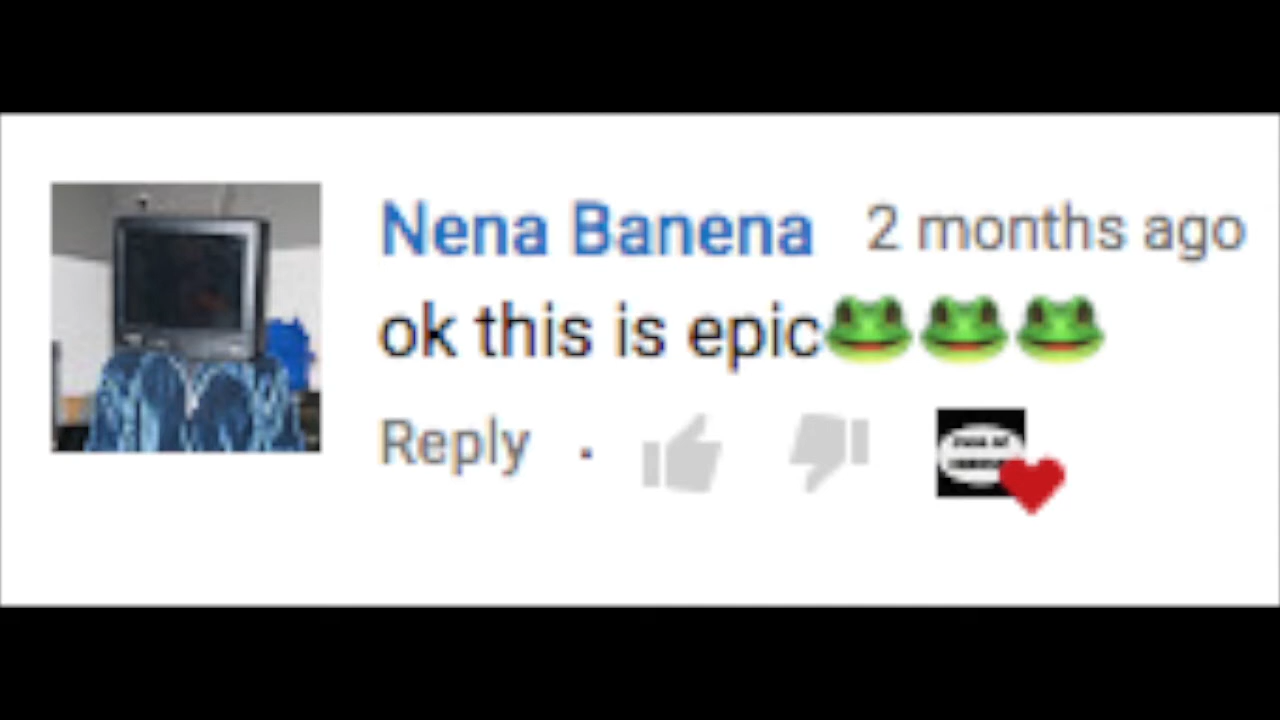 Nena Banena 2 months ago
ok this is epic🐸🐸🐸
Reply ·